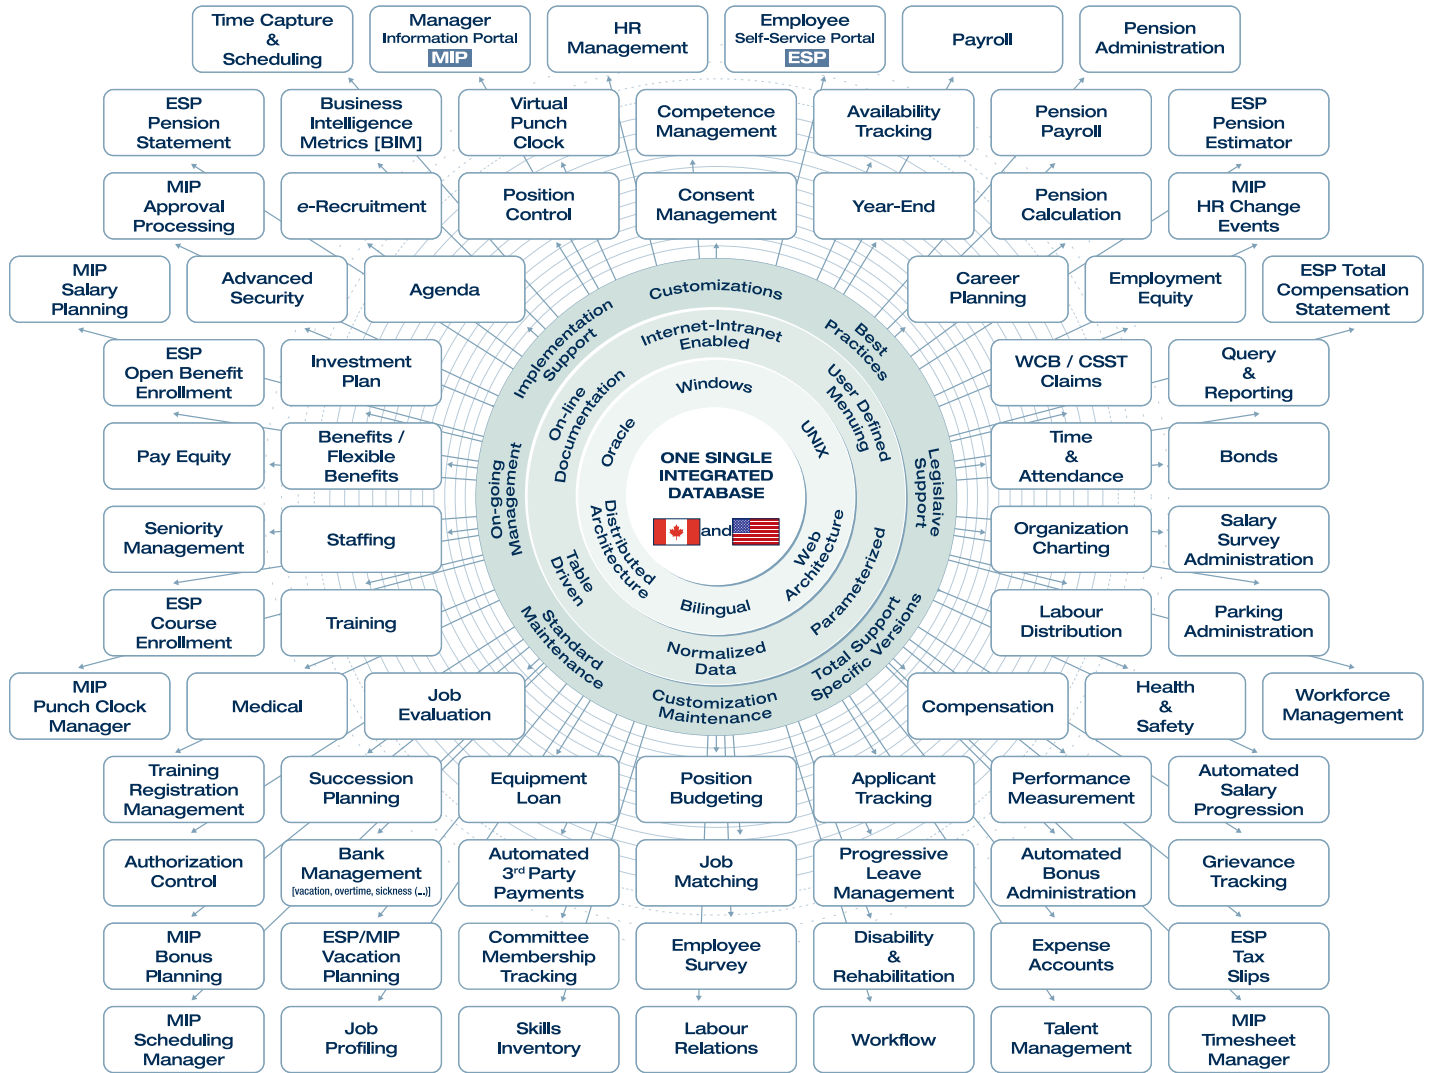 Time Capture
&
Scheduling
Manager
Information Portal
MIP
HR
Management
Employee
Self-Service Portal
ESP
Payroll
Pension
Administration
ESP
Pension
Statement
Business
Intelligence
Metrics [BIM]
Virtual
Punch
Clock
Competence
Management
Availability
Tracking
Pension
Payroll
ESP
Pension
Estimator
MIP
Approval
Processing
e-Recruitment
Position
Control
Consent
Management
Year-End
Pension
Calculation
MIP
HR Change
Events
MIP
Salary
Planning
Advanced
Security
Agenda
Career
Planning
Employment
Equity
ESP Total
Compensation
Statement
ESP
Open Benefit
Enrollment
Investment
Plan
WCB / CSST
Claims
Query
&
Reporting
Pay Equity
Benefits /
Flexible
Benefits
Time
&
Attendance
Bonds
Seniority
Management
Staffing
Organization
Charting
Salary
Survey
Administration
ESP
Course
Enrollment
Training
Labour
Distribution
Parking
Administration
MIP
Punch Clock
Manager
Medical
Job
Evaluation
Compensation
Health
&
Safety
Workforce
Management
Training
Registration
Management
Succession
Planning
Equipment
Loan
Position
Budgeting
Applicant
Tracking
Performance
Measurement
Automated
Salary
Progression
Authorization
Control
Bank
Management
[vacation, overtime, sickness (...)]
Automated
3rd Party
Payments
Job
Matching
Progressive
Leave
Management
Automated
Bonus
Administration
Grievance
Tracking
MIP
Bonus
Planning
ESP/MIP
Vacation
Planning
Committee
Membership
Tracking
Employee
Survey
Disability
&
Rehabilitation
Expense
Accounts
ESP
Tax
Slips
MIP
Scheduling
Manager
Job
Profiling
Skills
Inventory
Labour
Relations
Workflow
Talent
Management
MIP
Timesheet
Manager
Customizations
Best
Practices
Legislaive
Support
Total Support
Specific Versions
Customization
Maintenance
Standard
Maintenance
On-going
Management
Implementation
Support
Internet-Intranet
Enabled
User Defined
Menuing
Parameterized
Normalized
Data
Table
Driven
On-line
Documentation
Windows
UNIX
Web
Architecture
Bilingual
Distributed
Architecture
Oracle
ONE SINGLE
INTEGRATED
DATABASE
and